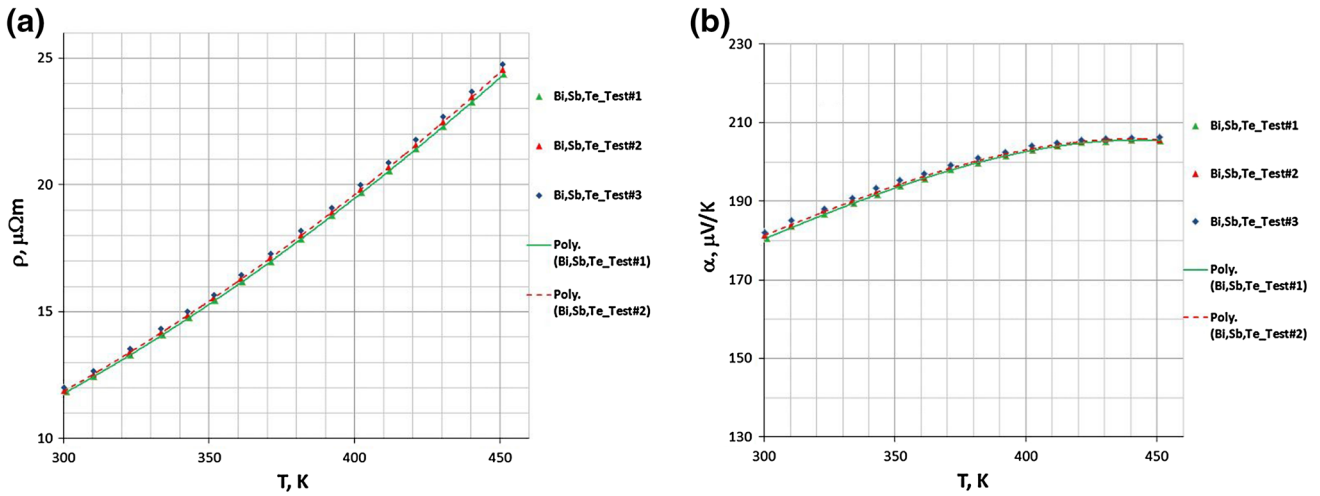 (a)
25
20
15
10
300
350
400
450
ρ, μΩm
T, K
Bi,Sb,Te_Test#1
Bi,Sb,Te_Test#2
Bi,Sb,Te_Test#3
Poly.
(Bi,Sb,Te_Test#1)
Poly.
(Bi,Sb,Te_Test#2)
(b)
230
210
190
170
150
130
300
350
400
450
α, μV/K
T, K
Bi,Sb,Te_Test#1
Bi,Sb,Te_Test#2
Bi,Sb,Te_Test#3
Poly.
(Bi,Sb,Te_Test#1)
Poly.
(Bi,Sb,Te_Test#2)